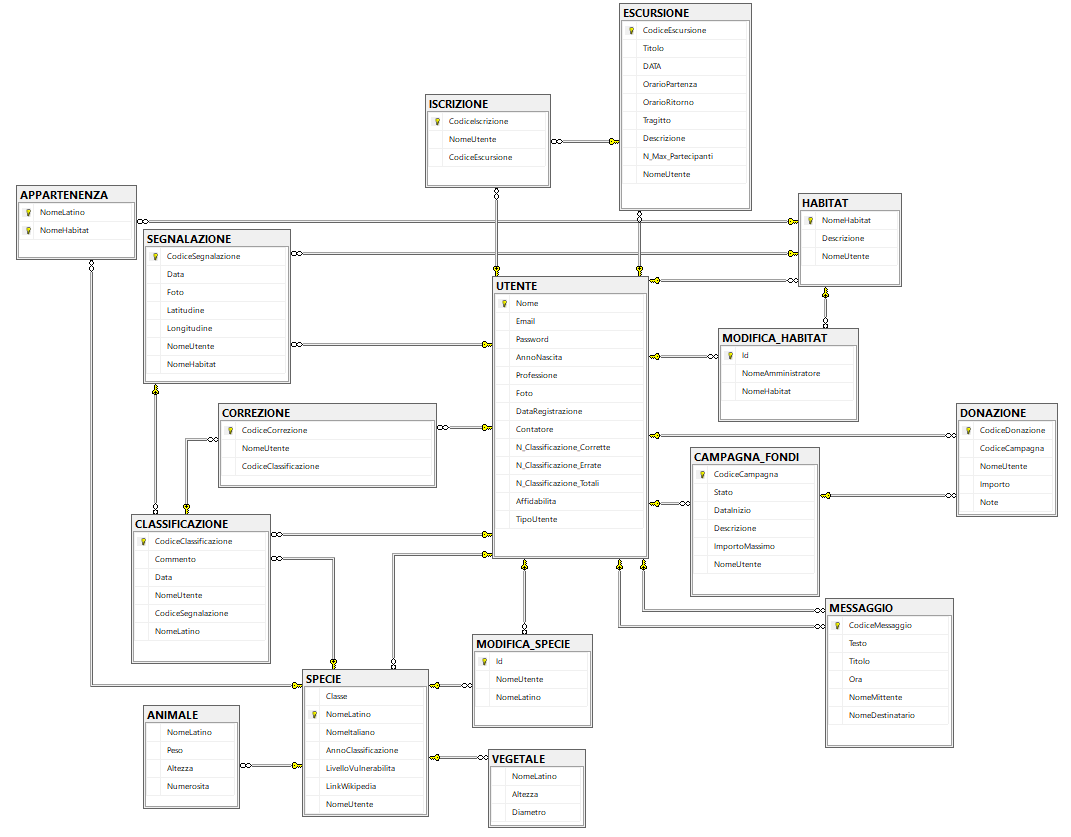 ESCURSIONE
CodiceEscursione
Titolo
DATA
OrarioPartenza
OrarioRitorno
Tragitto
Descrizione
N_Max_Partecipanti
NomeUtente
ISCRIZIONE
CodiceIscrizione
NomeUtente
CodiceEscursione
APPARTENENZA
NomeLatino
NomeHabitat
HABITAT
NomeHabitat
Descrizione
NomeUtente
SEGNALAZIONE
CodiceSegnalazione
Data
Foto
Latitudine
Longitudine
NomeUtente
NomeHabitat
UTENTE
Nome
Email
Password
AnnoNascita
Professione
Foto
DataRegistrazione
Contatore
N_Classificazione_Corrette
N_Classificazione_Errate
N_Classificazione_Totali
Affidabilita
TipoUtente
MODIFICA_HABITAT
Id
NomeAmministratore
NomeHabitat
CORREZIONE
CodiceCorrezione
NomeUtente
CodiceClassificazione
DONAZIONE
CodiceDonazione
CodiceCampagna
NomeUtente
Importo
Note
CAMPAGNA_FONDI
CodiceCampagna
Stato
DataInizio
Descrizione
ImportoMassimo
NomeUtente
CLASSIFICAZIONE
CodiceClassificazione
Commento
Data
NomeUtente
CodiceSegnalazione
NomeLatino
MESSAGGIO
CodiceMessaggio
Testo
Titolo
Ora
NomeMittente
NomeDestinatario
MODIFICA_SPECIE
Id
NomeUtente
NomeLatino
SPECIE
Classe
NomeLatino
NomeItaliano
AnnoClassificazione
LivelloVulnerabilita
LinkWikipedia
NomeUtente
ANIMALE
NomeLatino
Peso
Altezza
Numerosita
VEGETALE
NomeLatino
Altezza
Diametro